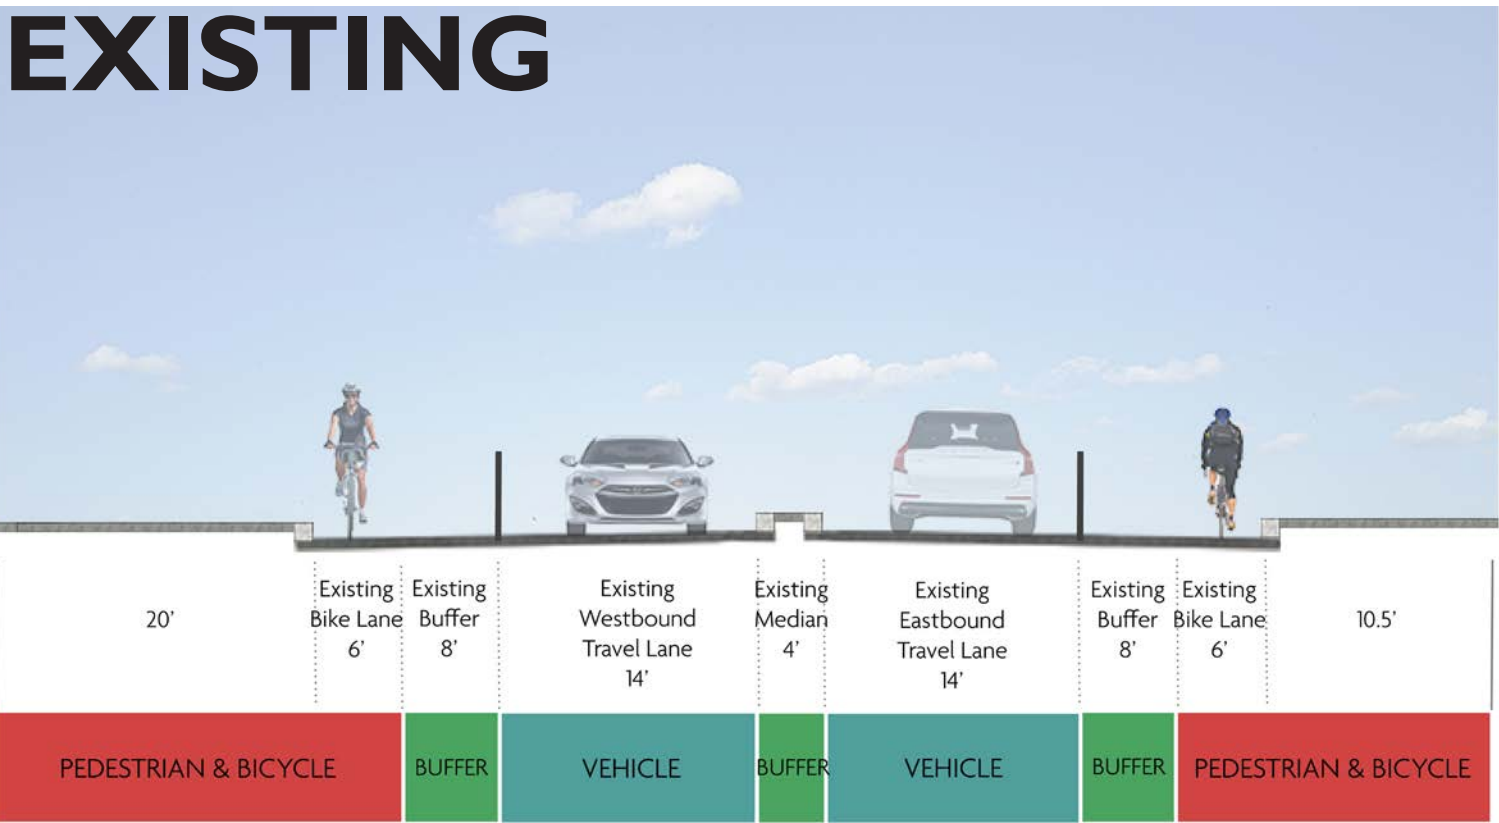 EXISTING
20’
Existing
Bike Lane
6’
Existing
Buffer
8’
Existing
Westbound
Travel Lane
14’
Existing
Median
4’
Existing
Eastbound
Travel Lane
14’
Existing
Buffer
8’
Existing
Bike Lane
6’
10.5’
PEDESTRIAN & BICYCLE
BUFFER
VEHICLE
BUFFER
VEHICLE
BUFFER
PEDESTRIAN & BICYCLE